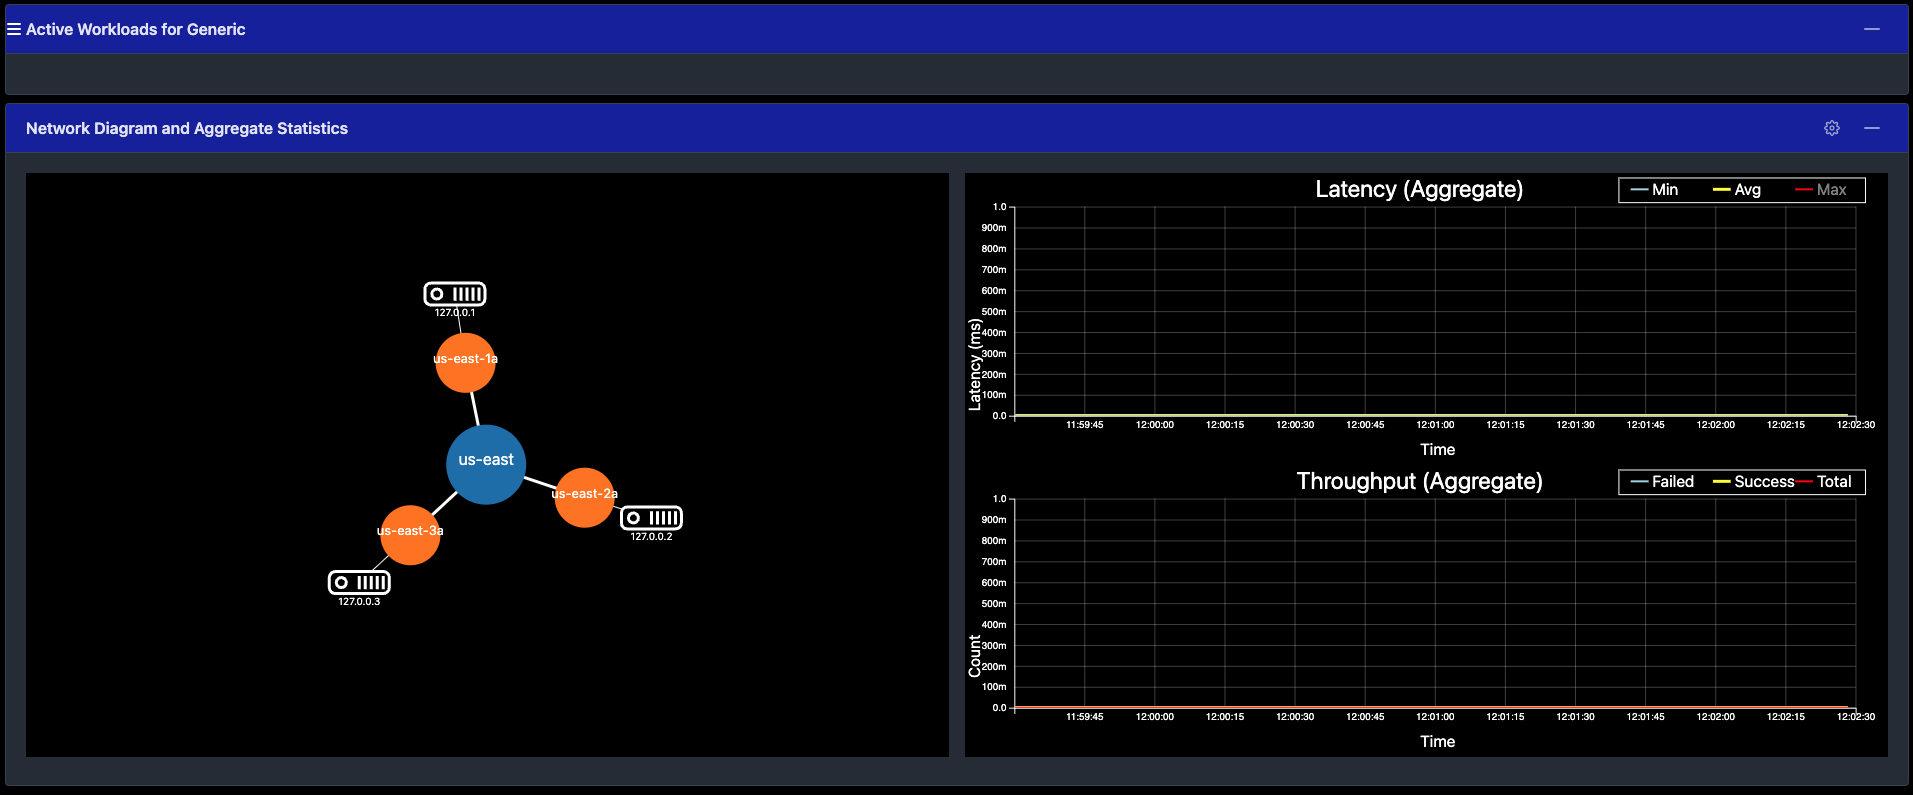 Active Workloads for Generic
Network Diagram and Aggregate Statistics
127.0.0.1
us-east-1a
us-east
us-east-2a
127.0.0.2
us-east-3a
127.0.0.3
Latency (Aggregate)
Min Avg Max
1.0
900m
800m
700m
600m
500m
400m
300m
200m
100m
0.0
Latency (ms)
11:59:45 12:00:00 12:00:15 12:00:30 12:00:45 12:01:00 12:01:15 12:01:30 12:01:45 12:02:00 12:02:15 12:02:30
Time
Throughput (Aggregate)
Failed Success Total
1.0
900m
800m
700m
600m
500m
400m
300m
200m
100m
0.0
Count
11:59:45 12:00:00 12:00:15 12:00:30 12:00:45 12:01:00 12:01:15 12:01:30 12:01:45 12:02:00 12:02:15 12:02:30
Time